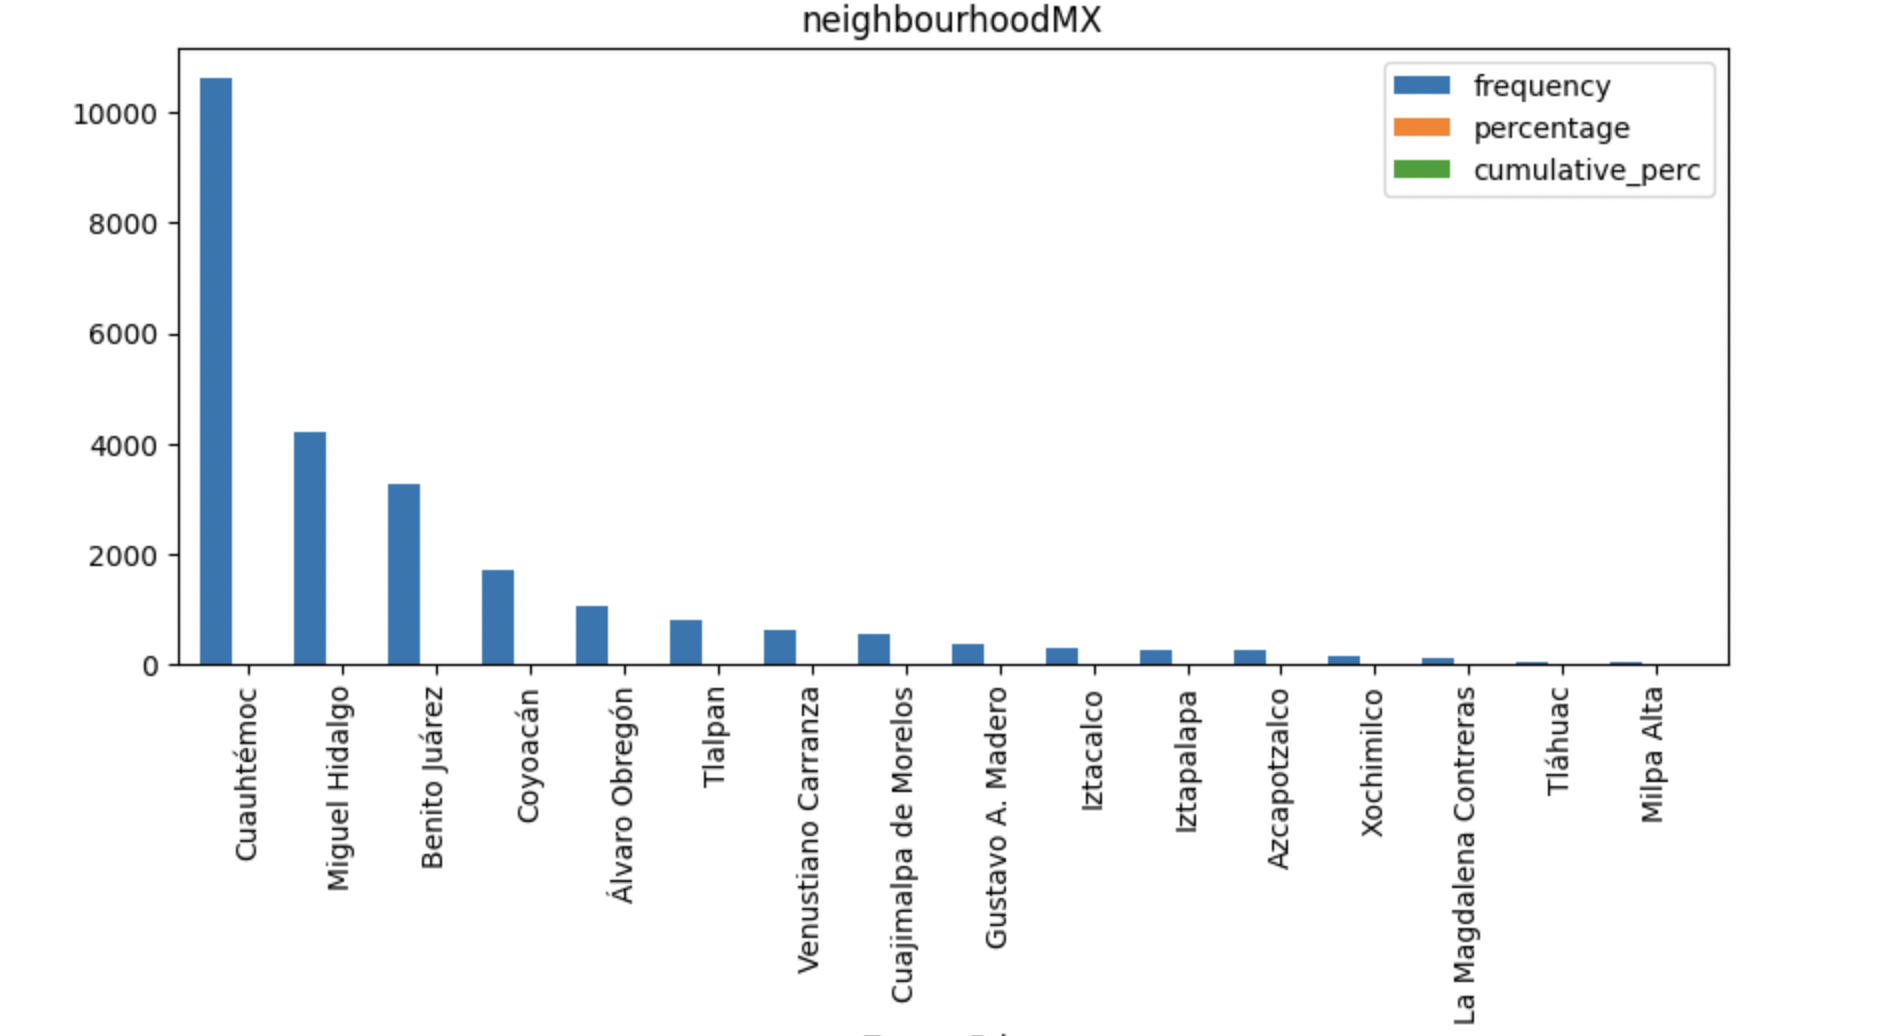 neighbourhoodMX
frequency
percentage
cumulative_perc
10000
8000
6000
4000
2000
0
Cuauhtémoc
Miguel Hidalgo
Benito Juárez
Coyoacán
Álvaro Obregón
Tlalpan
Venustiano Carranza
Cuajimalpa de Morelos
Gustavo A. Madero
Iztacalco
Iztapalapa
Azcapotzalco
Xochimilco
La Magdalena Contreras
Tláhuac
Milpa Alta